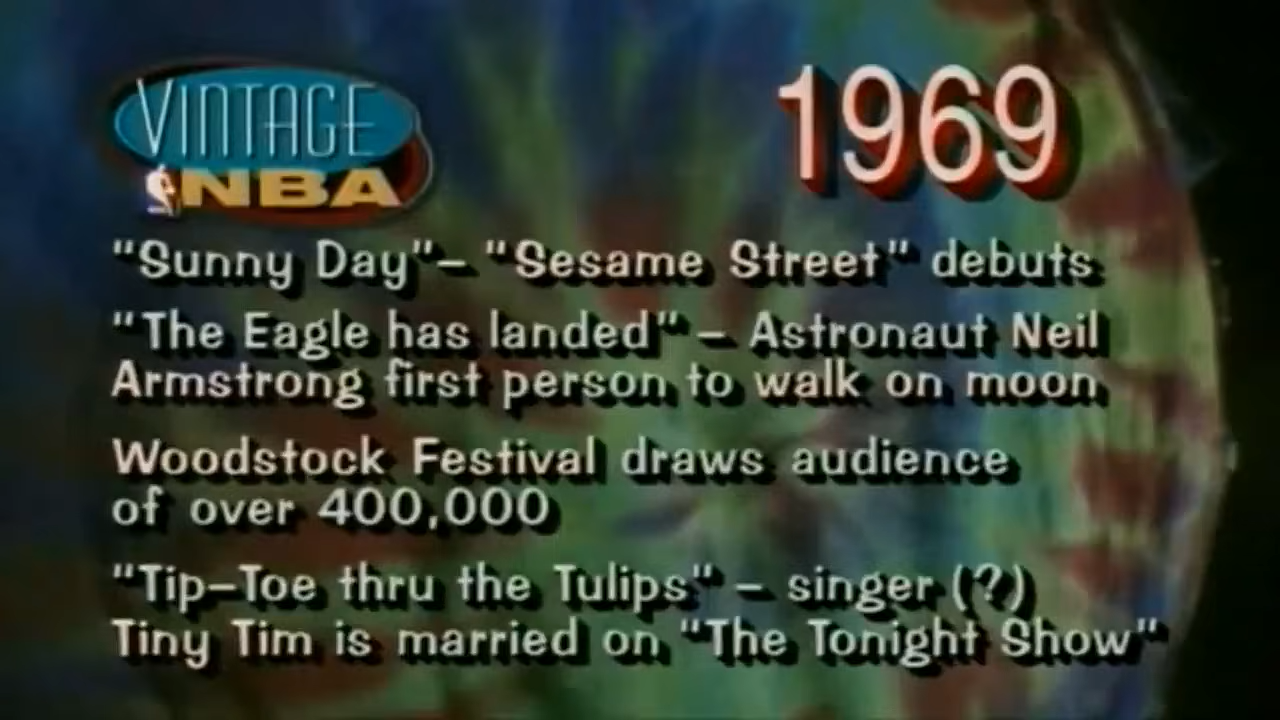 VINTAGE
NBA
1969
"Sunny Day"– "Sesame Street" debuts
"The Eagle has landed" – Astronaut Neil
Armstrong first person to walk on moon
Woodstock Festival draws audience
of over 400,000
"Tip–Toe thru the Tulips" – singer (?)
Tiny Tim is married on "The Tonight Show"